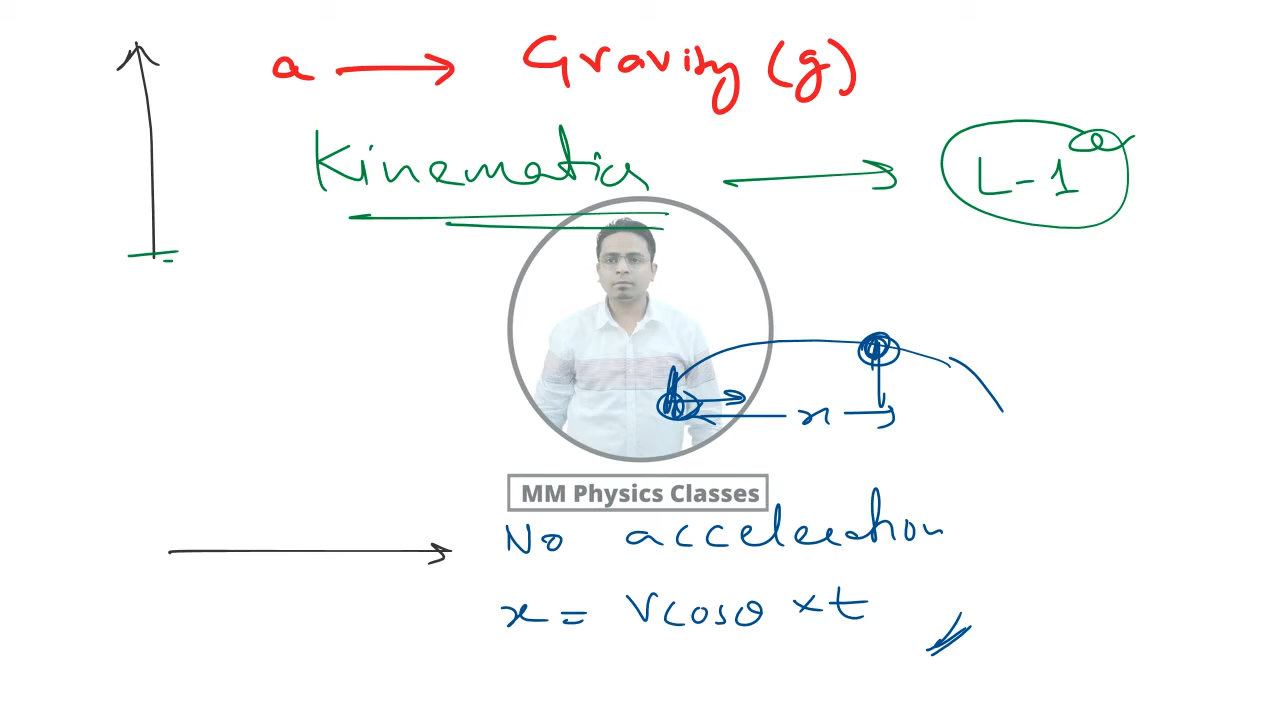 a → Gravity (g)
Kinematics → L-1
x
MM Physics Classes
No acceleration
x = Vcosθ × t